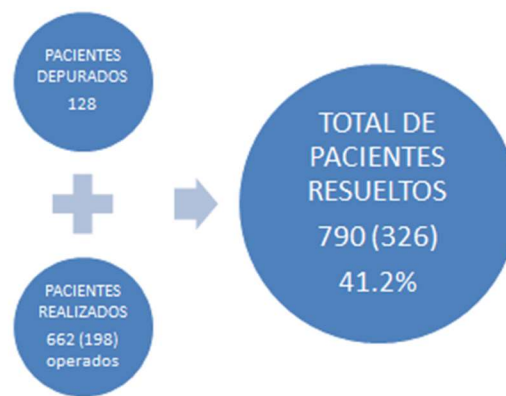 PACIENTES
DEPURADOS
128
PACIENTES
REALIZADOS
662 (198)
operados
TOTAL DE
PACIENTES
RESUELTOS
790 (326)
41.2%